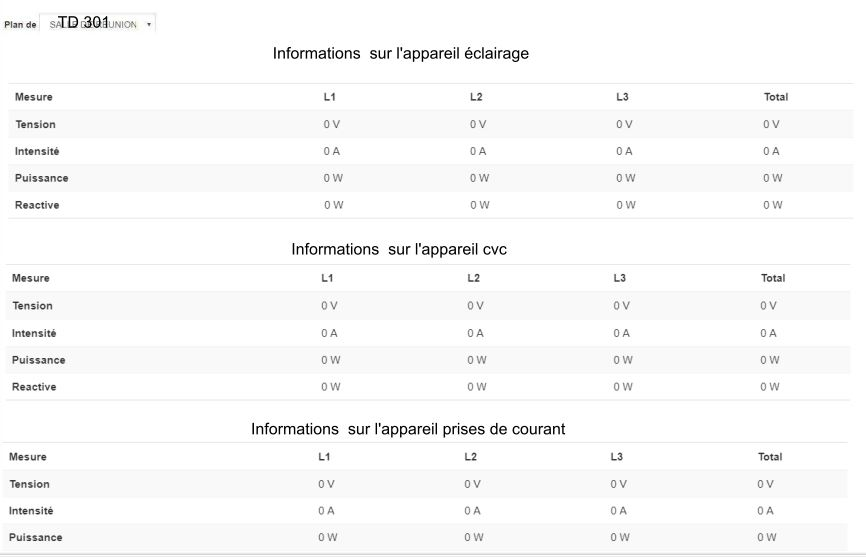 Plan de SALLE DE REUNION TD 301
Informations sur l'appareil éclairage
Mesure L1 L2 L3 Total
Tension 0 V 0 V 0 V 0 V
Intensité 0 A 0 A 0 A 0 A
Puissance 0 W 0 W 0 W 0 W
Reactive 0 W 0 W 0 W 0 W
Informations sur l'appareil cvc
Mesure L1 L2 L3 Total
Tension 0 V 0 V 0 V 0 V
Intensité 0 A 0 A 0 A 0 A
Puissance 0 W 0 W 0 W 0 W
Reactive 0 W 0 W 0 W 0 W
Informations sur l'appareil prises de courant
Mesure L1 L2 L3 Total
Tension 0 V 0 V 0 V 0 V
Intensité 0 A 0 A 0 A 0 A
Puissance 0 W 0 W 0 W 0 W